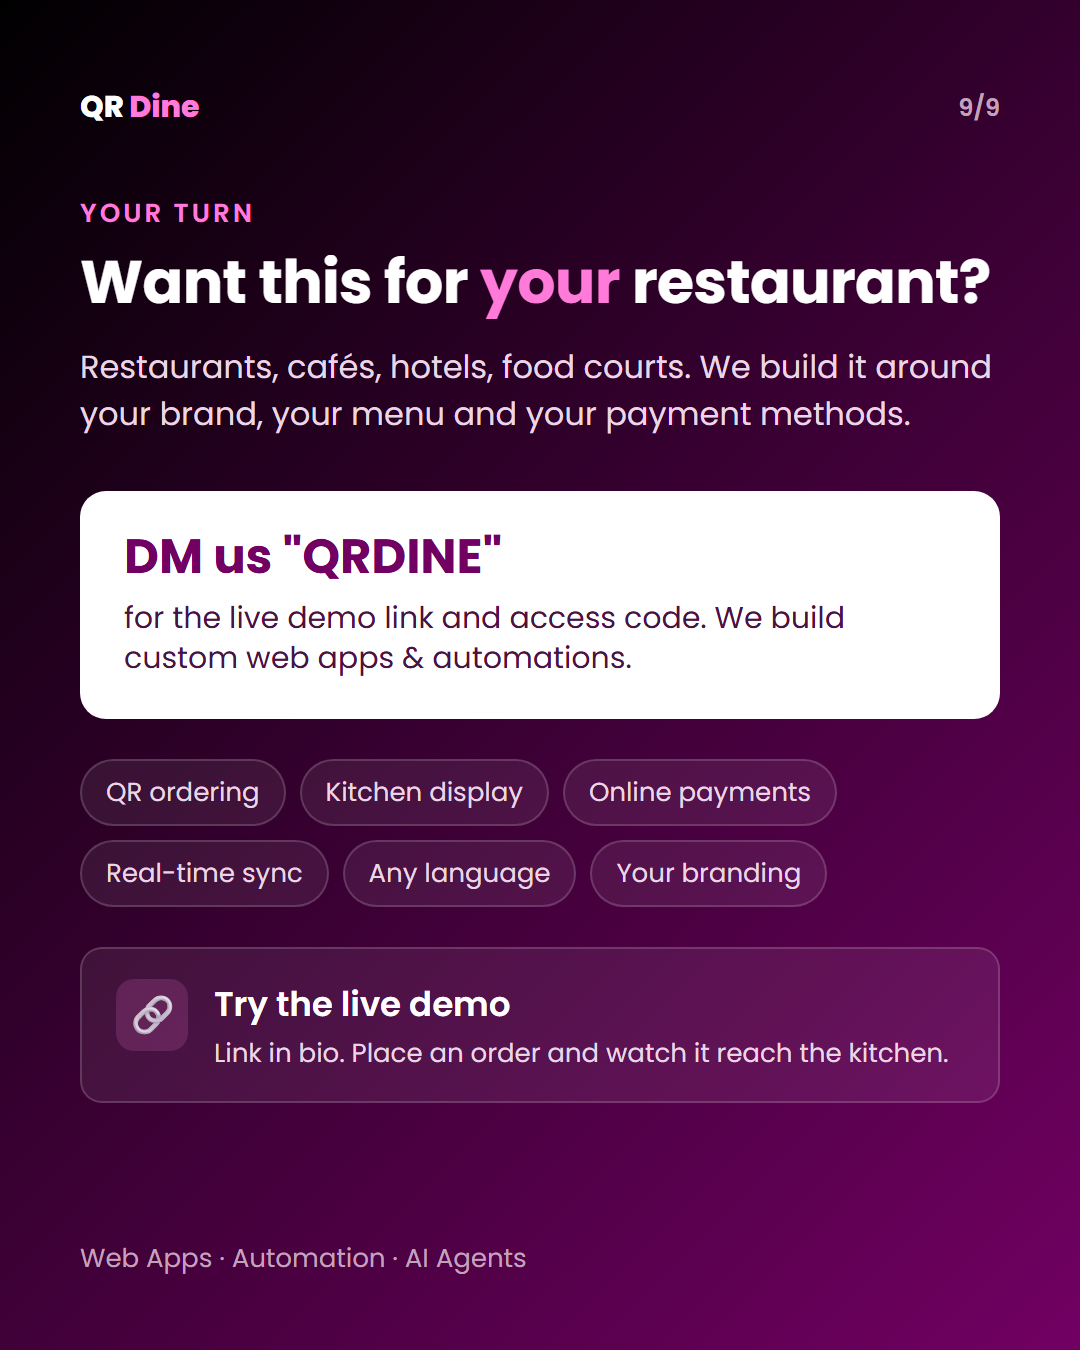 QR Dine
9/9
YOUR TURN
Want this for your restaurant?
Restaurants, cafés, hotels, food courts. We build it around
your brand, your menu and your payment methods.
DM us "QRDINE"
for the live demo link and access code. We build
custom web apps & automations.
QR ordering
Kitchen display
Online payments
Real-time sync
Any language
Your branding
Try the live demo
Link in bio. Place an order and watch it reach the kitchen.
Web Apps · Automation · AI Agents